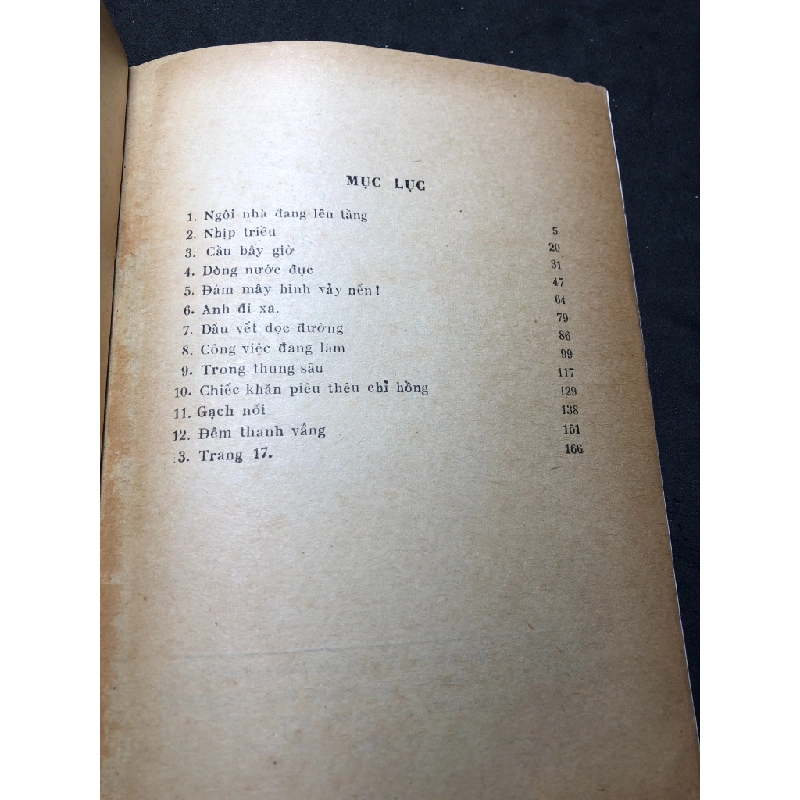 MỤC LỤC
1. Ngôi nhà đang lên tầng 5
2. Nhịp triều 20
3. Cần bây giờ 31
4. Dòng nước đục 47
5. Đám mây hình vảy nến! 64
6. Anh đi xa. 79
7. Dấu vết dọc đường 86
8. Công việc đang làm 99
9. Trong thung sâu 117
10. Chiếc khăn piêu thêu chỉ hồng 129
11. Gạch nối 138
12. Đêm thanh vắng 151
13. Trang 17. 166